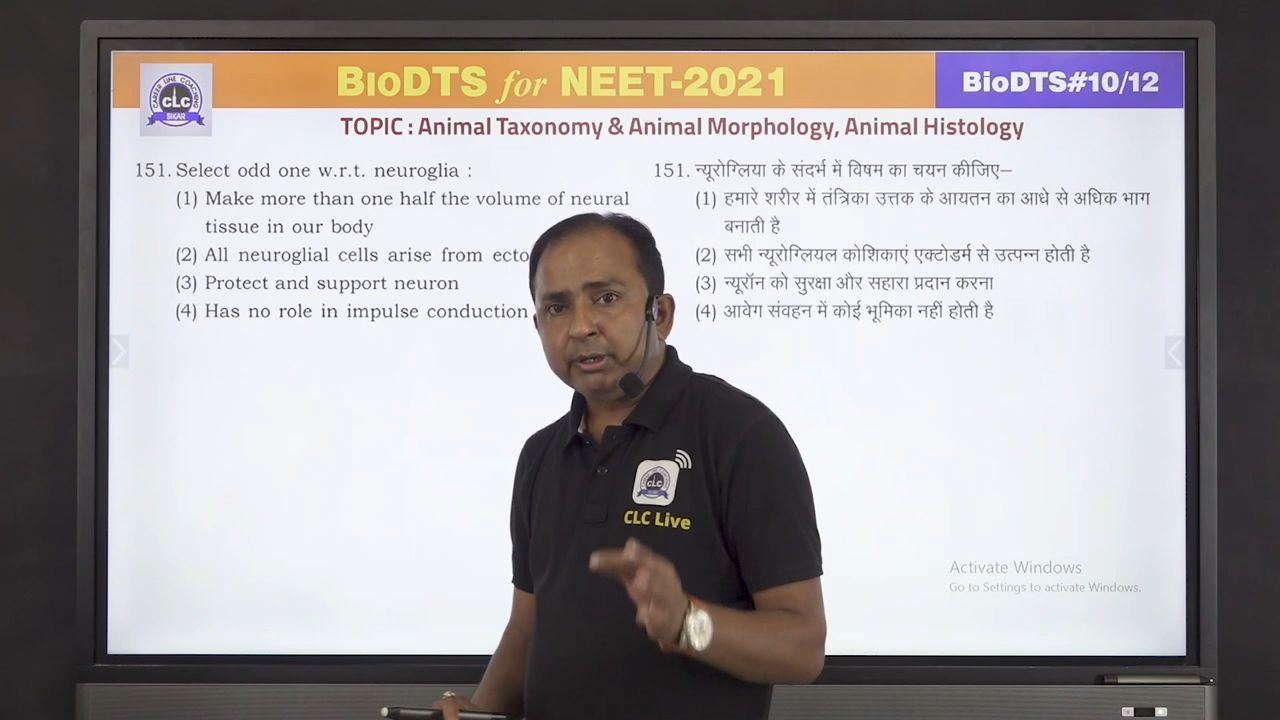 BIODTS for NEET-2021
BioDTS#10/12
CAREER LINE COACHING
CLC
SIKAR
TOPIC : Animal Taxonomy & Animal Morphology, Animal Histology
151. Select odd one w.r.t. neuroglia :
(1) Make more than one half the volume of neural
tissue in our body
(2) All neuroglial cells arise from
(3) Protect and support neuron
(4) Has no role in impulse conduction
151. न्यूरोग्लिया के संदर्भ में विषम का चयन कीजिए–
(1) हमारे शरीर में तंत्रिका उत्तक के आयतन का आधे से अधिक भाग
बनाती है
(2) सभी न्यूरोग्लियल कोशिकाएं एक्टोडर्म से उत्पन्न होती है
(3) न्यूरॉन को सुरक्षा और सहारा प्रदान करना
(4) आवेग संवहन में कोई भूमिका नहीं होती है
CLC
CLC Live
Activate Windows
Go to Settings to activate Windows.